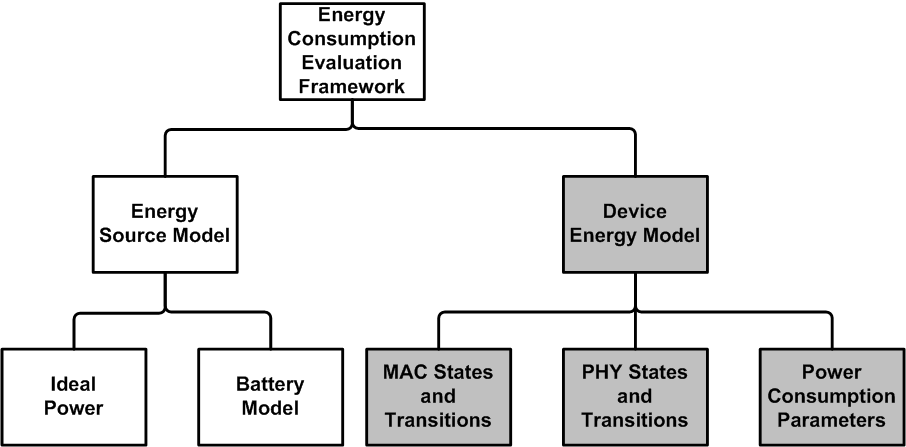 Energy
Consumption
Evaluation
Framework
Energy
Source Model
Device
Energy Model
Ideal
Power
Battery
Model
MAC States
and
Transitions
PHY States
and
Transitions
Power
Consumption
Parameters